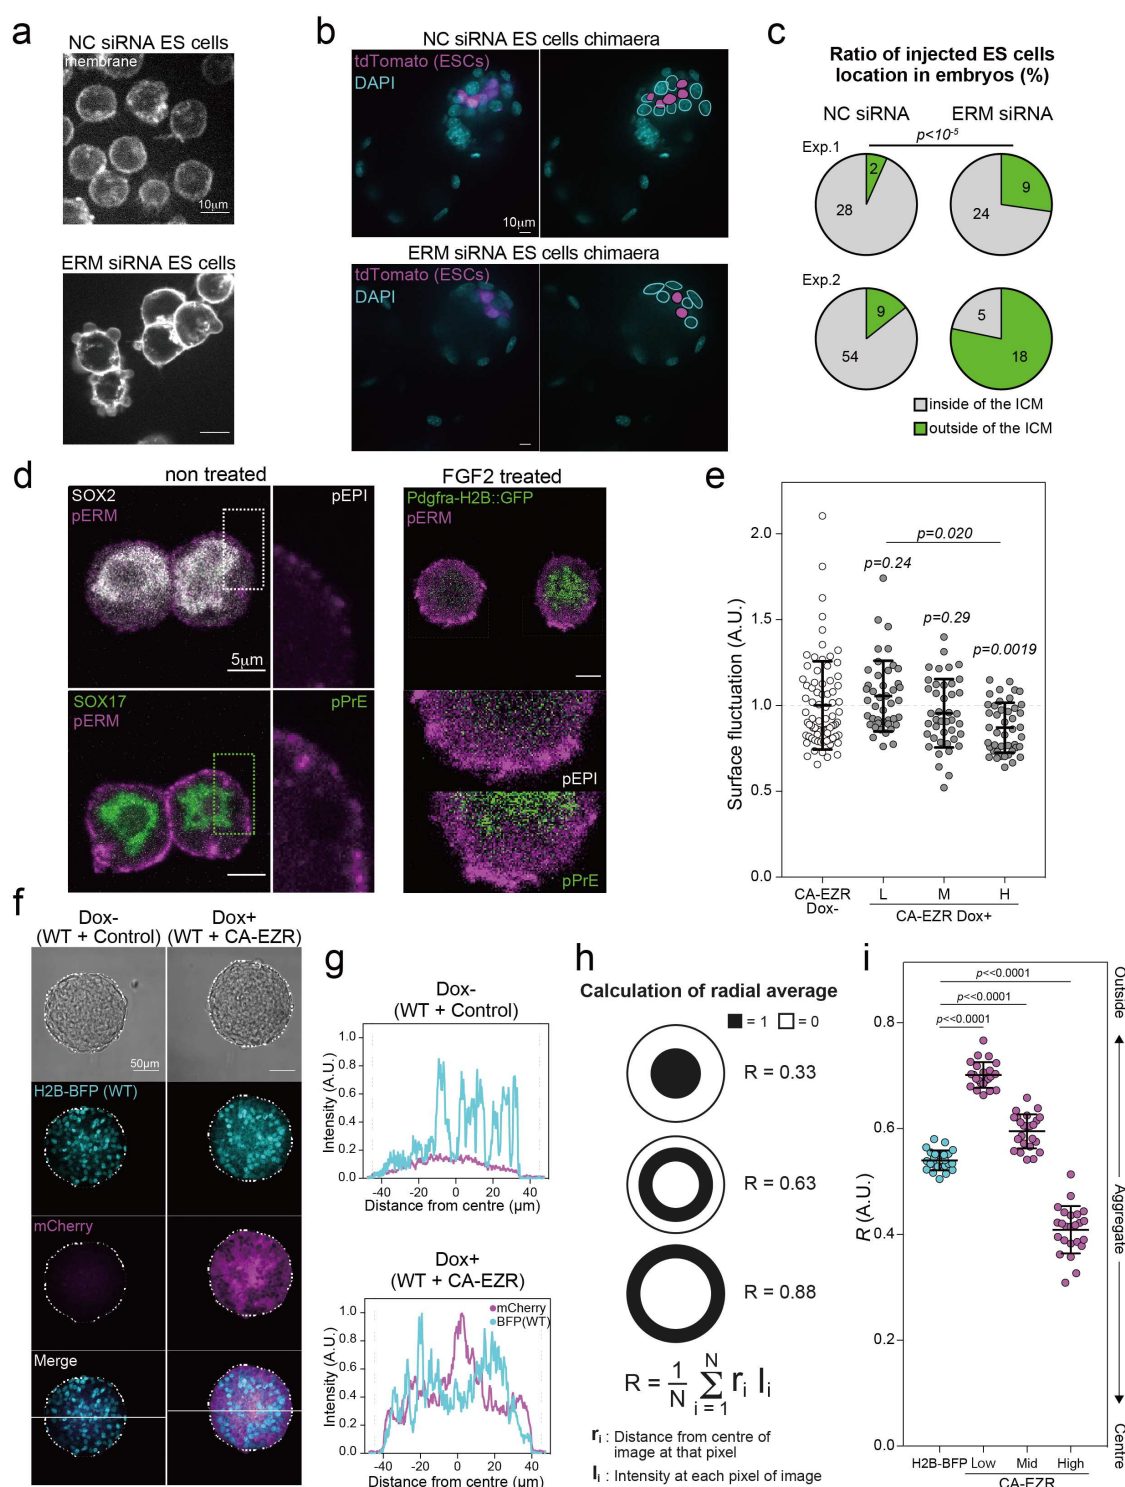 a
NC siRNA ES cells
membrane
10µm
ERM siRNA ES cells
b
NC siRNA ES cells chimaera
tdTomato (ESCs)
DAPI
10µm
ERM siRNA ES cells chimaera
tdTomato (ESCs)
DAPI
c
Ratio of injected ES cells
location in embryos (%)
NC siRNA ERM siRNA
p<10-5
Exp.1
2
28
9
24
Exp.2
9
54
5
18
inside of the ICM
outside of the ICM
d
non treated
SOX2
pERM
pEPI
5µm
SOX17
pERM
pPrE
FGF2 treated
Pdgfra-H2B::GFP
pERM
pEPI
pPrE
e
Surface fluctuation (A.U.)
2.0
1.5
1.0
0.5
0.0
p=0.020
p=0.24
p=0.29
p=0.0019
CA-EZR
Dox-
L M H
CA-EZR Dox+
f
Dox-
(WT + Control)
Dox+
(WT + CA-EZR)
50µm
H2B-BFP (WT)
mCherry
Merge
g
Dox-
(WT + Control)
Intensity (A.U.)
1.0
0.8
0.6
0.4
0.2
0.0
-40 -20 0 20 40
Distance from centre (µm)
Dox+
(WT + CA-EZR)
mCherry
BFP(WT)
Intensity (A.U.)
1.0
0.8
0.6
0.4
0.2
0.0
-40 -20 0 20 40
Distance from centre (µm)
h
Calculation of radial average
= 1 = 0
R = 0.33
R = 0.63
R = 0.88
R = 1/N N∑i = 1 ri Ii
ri : Distance from centre of
image at that pixel
Ii : Intensity at each pixel of image
i
R (A.U.)
0.8
0.6
0.4
0.2
0.0
p<<0.0001
p<<0.0001
p<<0.0001
H2B-BFP Low Mid High
CA-EZR
Outside
Aggregate
Centre